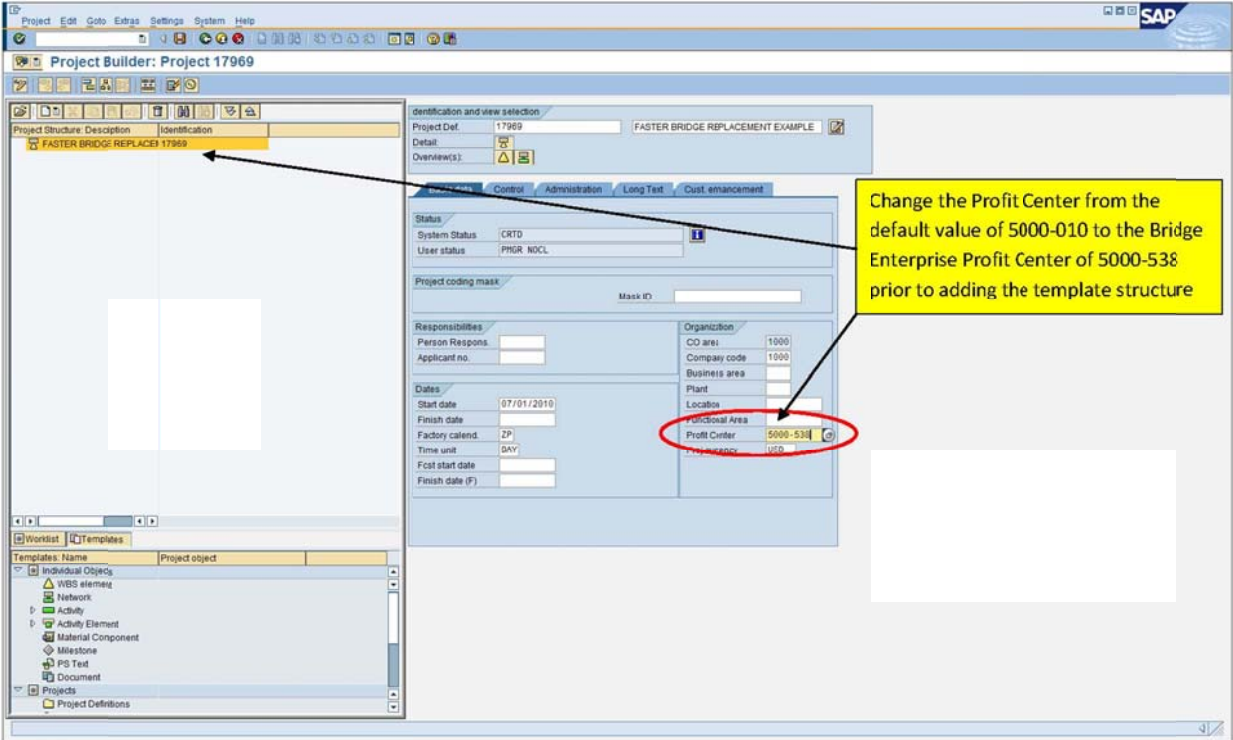 Project Edit Goto Extras Settings System Help
SAP
Project Builder: Project 17969
Project Structure: Desciption Identification
FASTER BRIDGE REPLACEI 17969
dentification and view selection
Project Def. 17969 FASTER BRIDGE REPLACEMENT EXAMPLE
Detail:
Overview(s):
Control Admnistration Long Text Cust. emancement
Change the Profit Center from the
default value of 5000-010 to the Bridge
Enterprise Profit Center of 5000-538
prior to adding the template structure
Status
System Status CRTD
User status PMGR NOCL
Project coding mask
Mask ID
Responsibilities
Person Respons.
Applicant no.
Organization
CO area 1000
Company code 1000
Business area
Plant
Location
Functional Area
Profit Center 5000-538
USD
Dates
Start date 07/01/2010
Finish date
Factory calend. ZP
Time unit DAY
Fcst start date
Finish date (F)
Worklist Templates
Templates: Name Project object
Individual Objects
WBS element
Network
Activity
Activity Element
Material Component
Milestone
PS Text
Document
Projects
Project Definitions